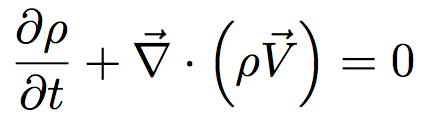 ∂ρ/∂t + ∇⃗ · (ρV⃗) = 0